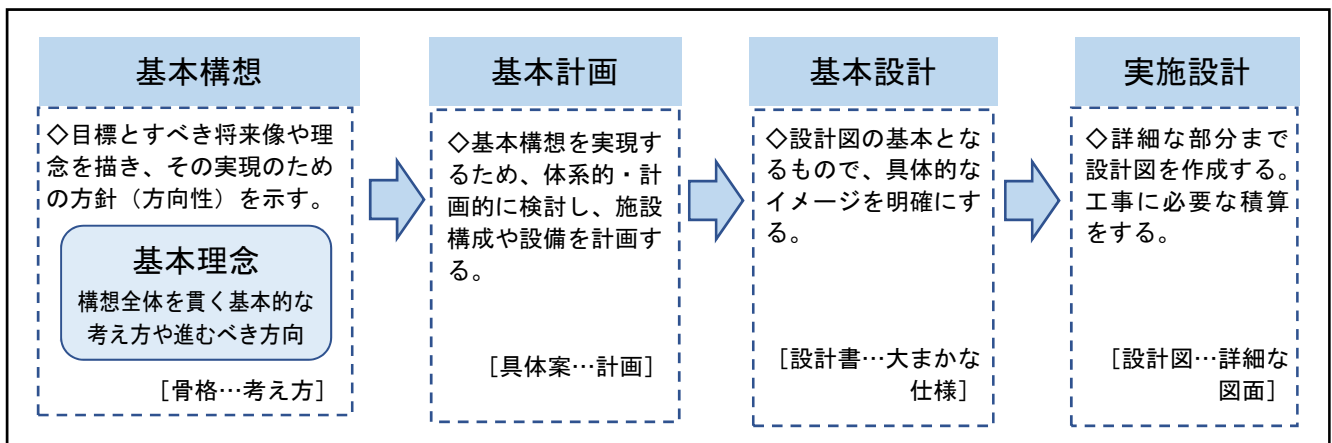 基本構想
◇目標とすべき将来像や理
念を描き、その実現のため
の方針（方向性）を示す。
基本理念
構想全体を貫く基本的な
考え方や進むべき方向
［骨格…考え方］
基本計画
◇基本構想を実現す
るため、体系的・計
画的に検討し、施設
構成や設備を計画す
る。
［具体案…計画］
基本設計
◇設計図の基本とな
るもので、具体的な
イメージを明確にす
る。
［設計書…大まかな
仕様］
実施設計
◇詳細な部分まで
設計図を作成する。
工事に必要な積算
をする。
［設計図…詳細な
図面］